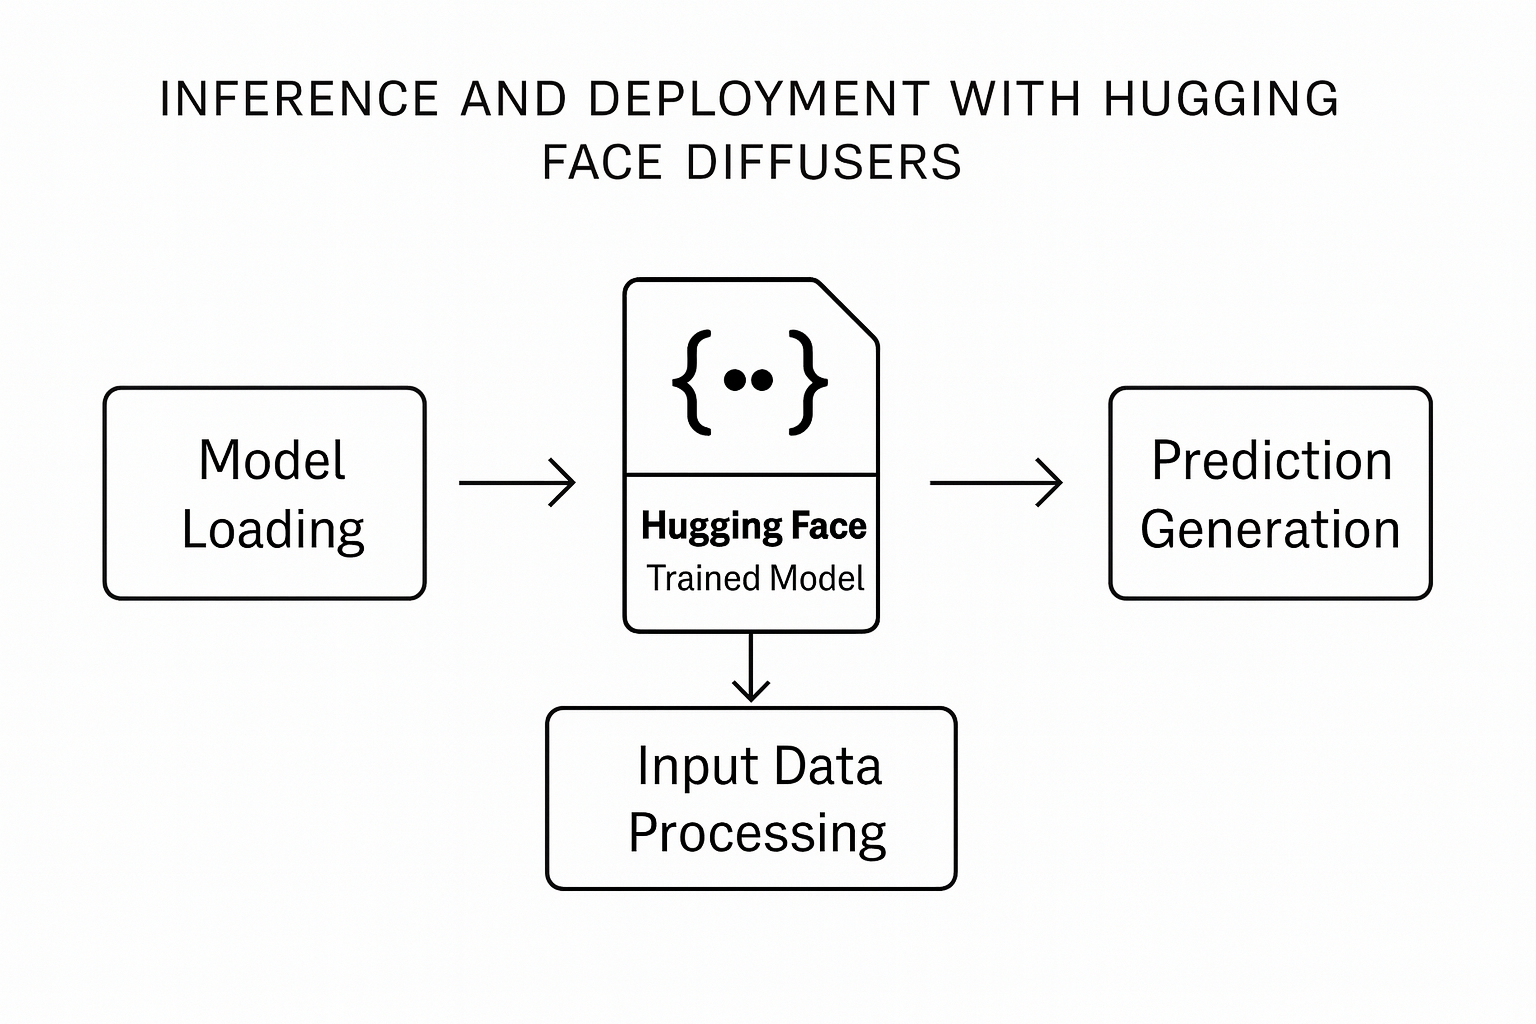 INFERENCE AND DEPLOYMENT WITH HUGGING
FACE DIFFUSERS
Model
Loading
{••}
Hugging Face
Trained Model
Prediction
Generation
Input Data
Processing